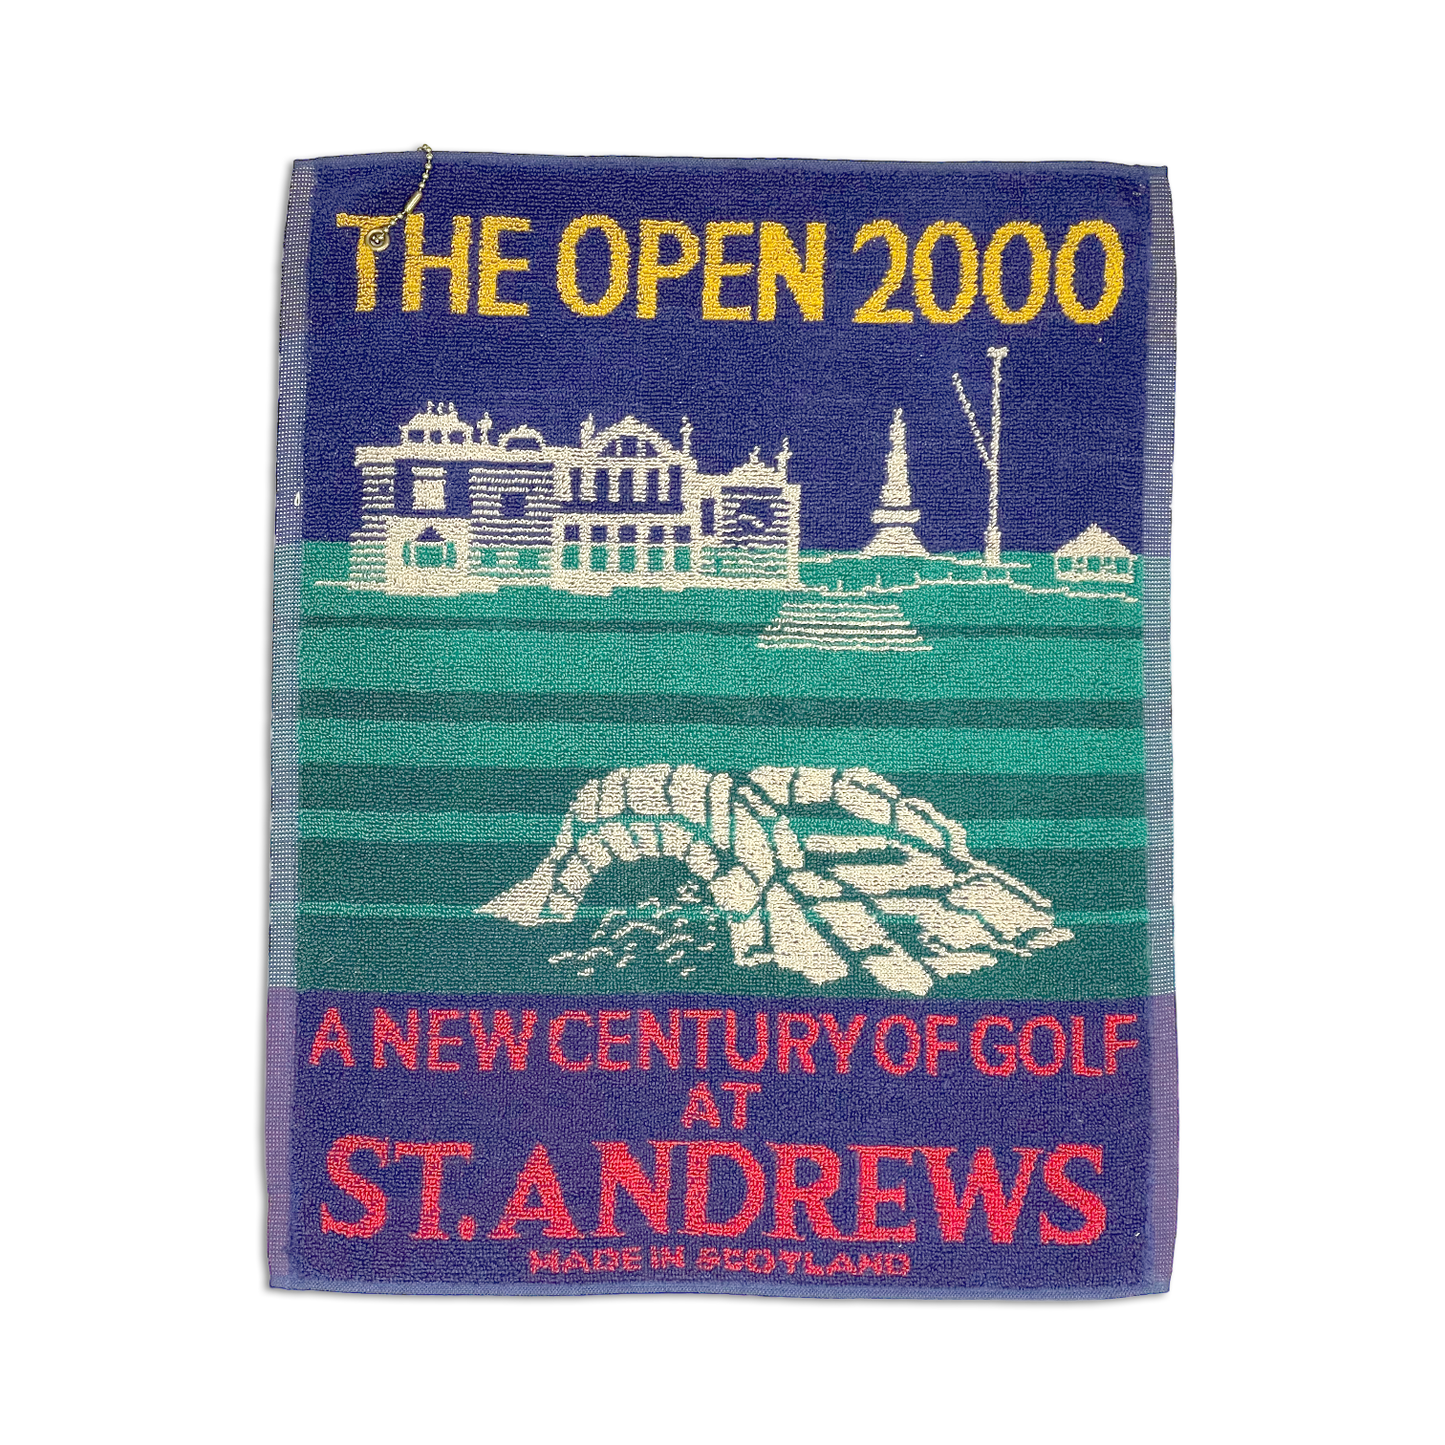 THE OPEN 2000
A NEW CENTURY OF GOLF
AT
ST. ANDREWS
MADE IN SCOTLAND